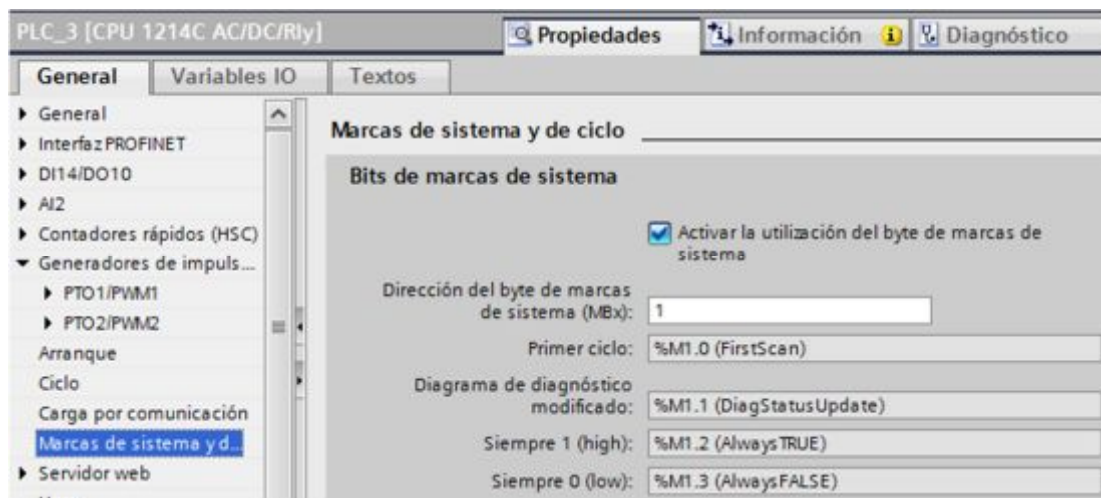 PLC_3 [CPU 1214C AC/DC/Rly]
Propiedades
Información
Diagnóstico
General
Variables IO
Textos
General
Interfaz PROFINET
DI14/DO10
AI2
Contadores rápidos (HSC)
Generadores de impuls...
PTO1/PWM1
PTO2/PWM2
Arranque
Ciclo
Carga por comunicación
Marcas de sistema y d...
Servidor web
Marcas de sistema y de ciclo
Bits de marcas de sistema
Activar la utilización del byte de marcas de
sistema
Dirección del byte de marcas
de sistema (MBx): 1
Primer ciclo: %M1.0 (FirstScan)
Diagrama de diagnóstico
modificado: %M1.1 (DiagStatusUpdate)
Siempre 1 (high): %M1.2 (AlwaysTRUE)
Siempre 0 (low): %M1.3 (AlwaysFALSE)